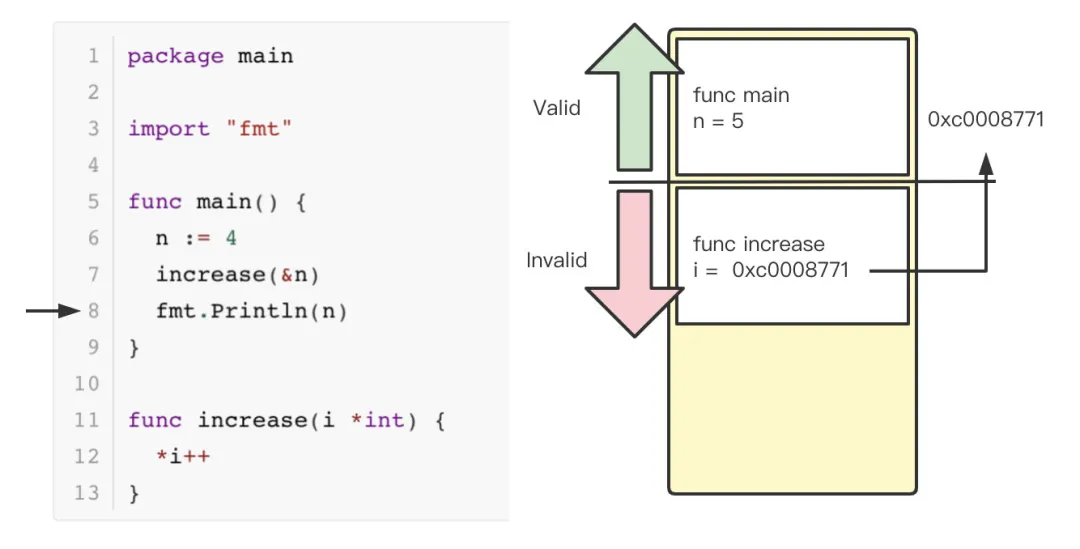 1 package main
2
3 import "fmt"
4
5 func main() {
6 n := 4
7 increase(&n)
8 fmt.Println(n)
9 }
10
11 func increase(i *int) {
12 *i++
13 }
Valid
Invalid
func main
n = 5
0xc0008771
func increase
i = 0xc0008771